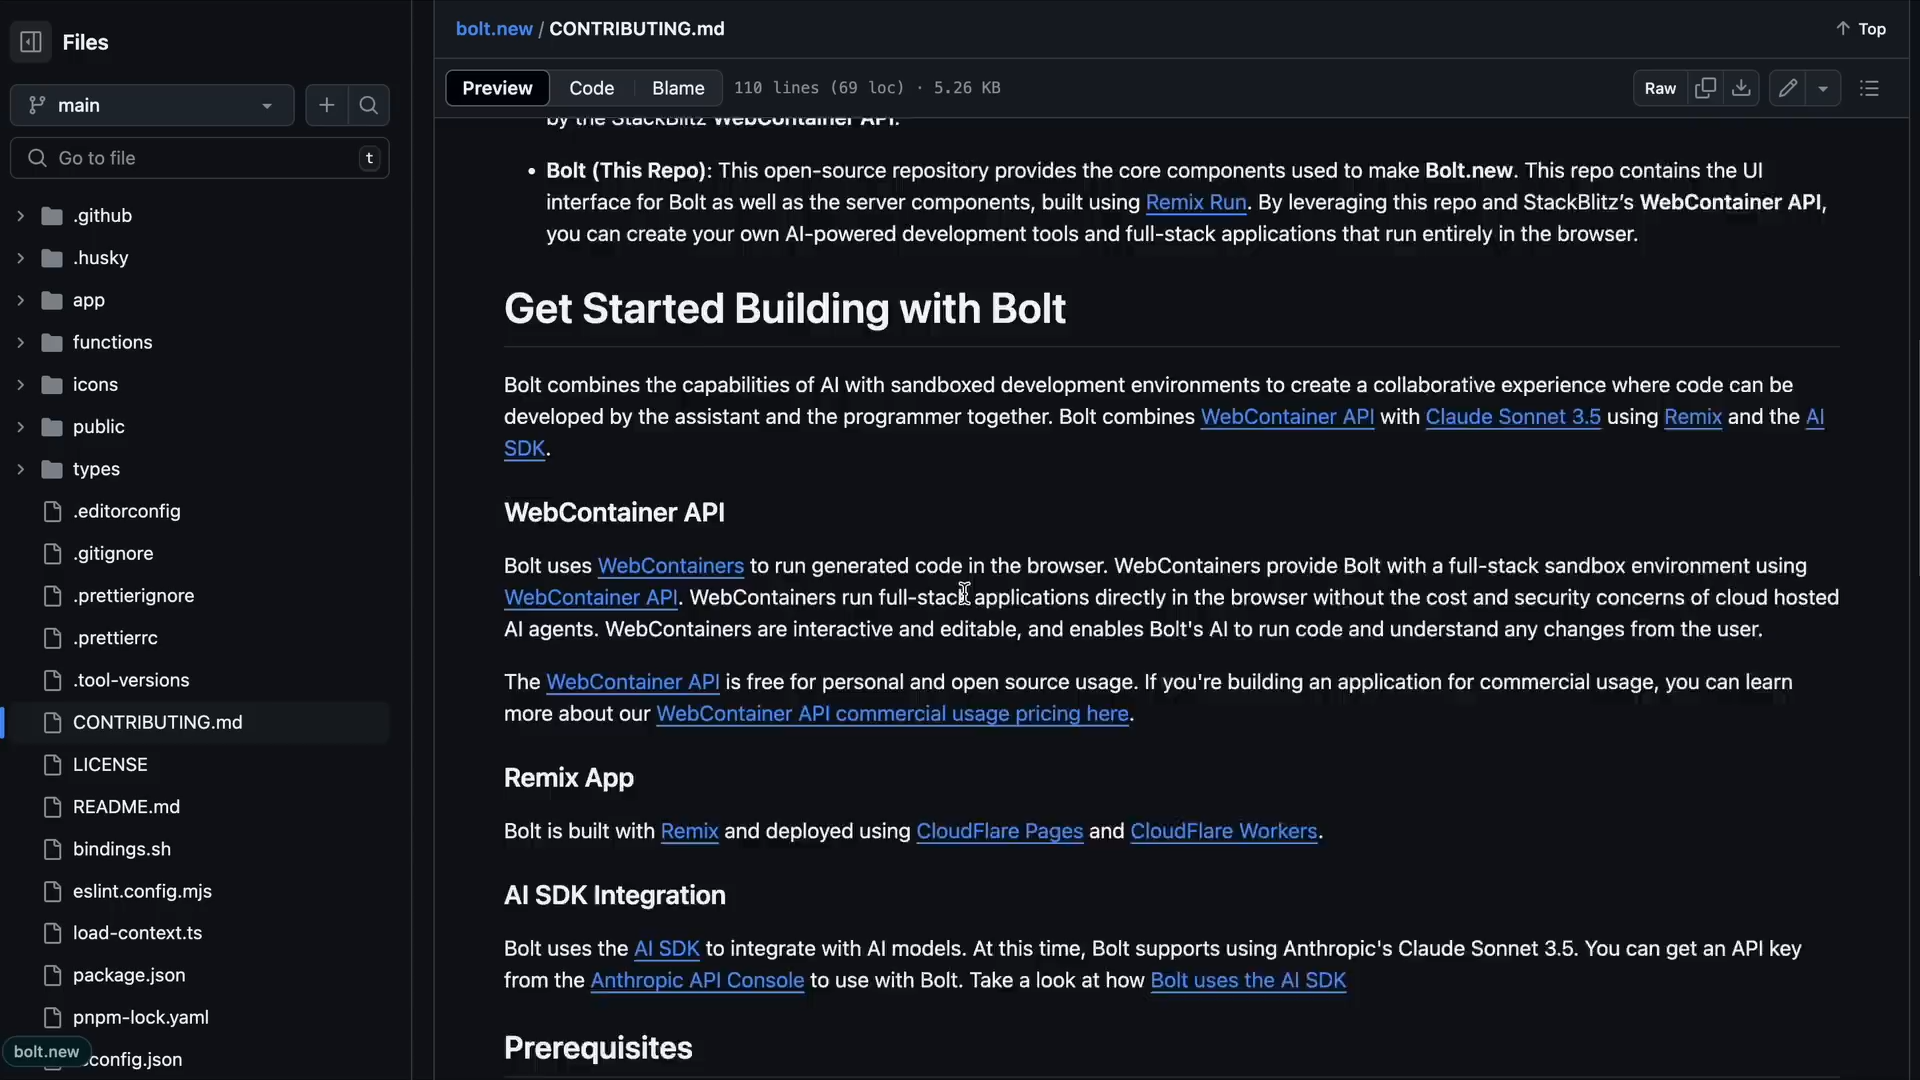 Files
main
Go to file
t
.github
.husky
app
functions
icons
public
types
.editorconfig
.gitignore
.prettierignore
.prettierrc
.tool-versions
CONTRIBUTING.md
LICENSE
README.md
bindings.sh
eslint.config.mjs
load-context.ts
package.json
pnpm-lock.yaml
config.json
bolt.new
bolt.new / CONTRIBUTING.md
Top
Preview
Code
Blame
110 lines (69 loc) · 5.26 KB
Raw
by the StackBlitz WebContainer API.
• Bolt (This Repo): This open-source repository provides the core components used to make Bolt.new. This repo contains the UI
interface for Bolt as well as the server components, built using Remix Run. By leveraging this repo and StackBlitz’s WebContainer API,
you can create your own AI-powered development tools and full-stack applications that run entirely in the browser.
Get Started Building with Bolt
Bolt combines the capabilities of AI with sandboxed development environments to create a collaborative experience where code can be
developed by the assistant and the programmer together. Bolt combines WebContainer API with Claude Sonnet 3.5 using Remix and the AI
SDK.
WebContainer API
Bolt uses WebContainers to run generated code in the browser. WebContainers provide Bolt with a full-stack sandbox environment using
WebContainer API. WebContainers run full-stack applications directly in the browser without the cost and security concerns of cloud hosted
AI agents. WebContainers are interactive and editable, and enables Bolt's AI to run code and understand any changes from the user.
The WebContainer API is free for personal and open source usage. If you're building an application for commercial usage, you can learn
more about our WebContainer API commercial usage pricing here.
Remix App
Bolt is built with Remix and deployed using CloudFlare Pages and CloudFlare Workers.
AI SDK Integration
Bolt uses the AI SDK to integrate with AI models. At this time, Bolt supports using Anthropic's Claude Sonnet 3.5. You can get an API key
from the Anthropic API Console to use with Bolt. Take a look at how Bolt uses the AI SDK
Prerequisites